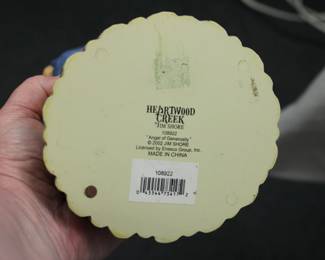 HEARTWOOD
CREEK
JIM SHORE
108922
"Angel of Generosity"
© 2002 JIM SHORE
Licensed by Enesco Group, Inc.
MADE IN CHINA
108922